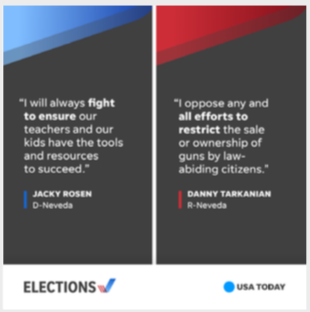 "I will always fight
to ensure our
teachers and our
kids have the tools
and resources
to succeed."
JACKY ROSEN
D-Neveda
"I oppose any and
all efforts to
restrict the sale
or ownership of
guns by law-
abiding citizens."
DANNY TARKANIAN
R-Neveda
ELECTIONS
USA TODAY